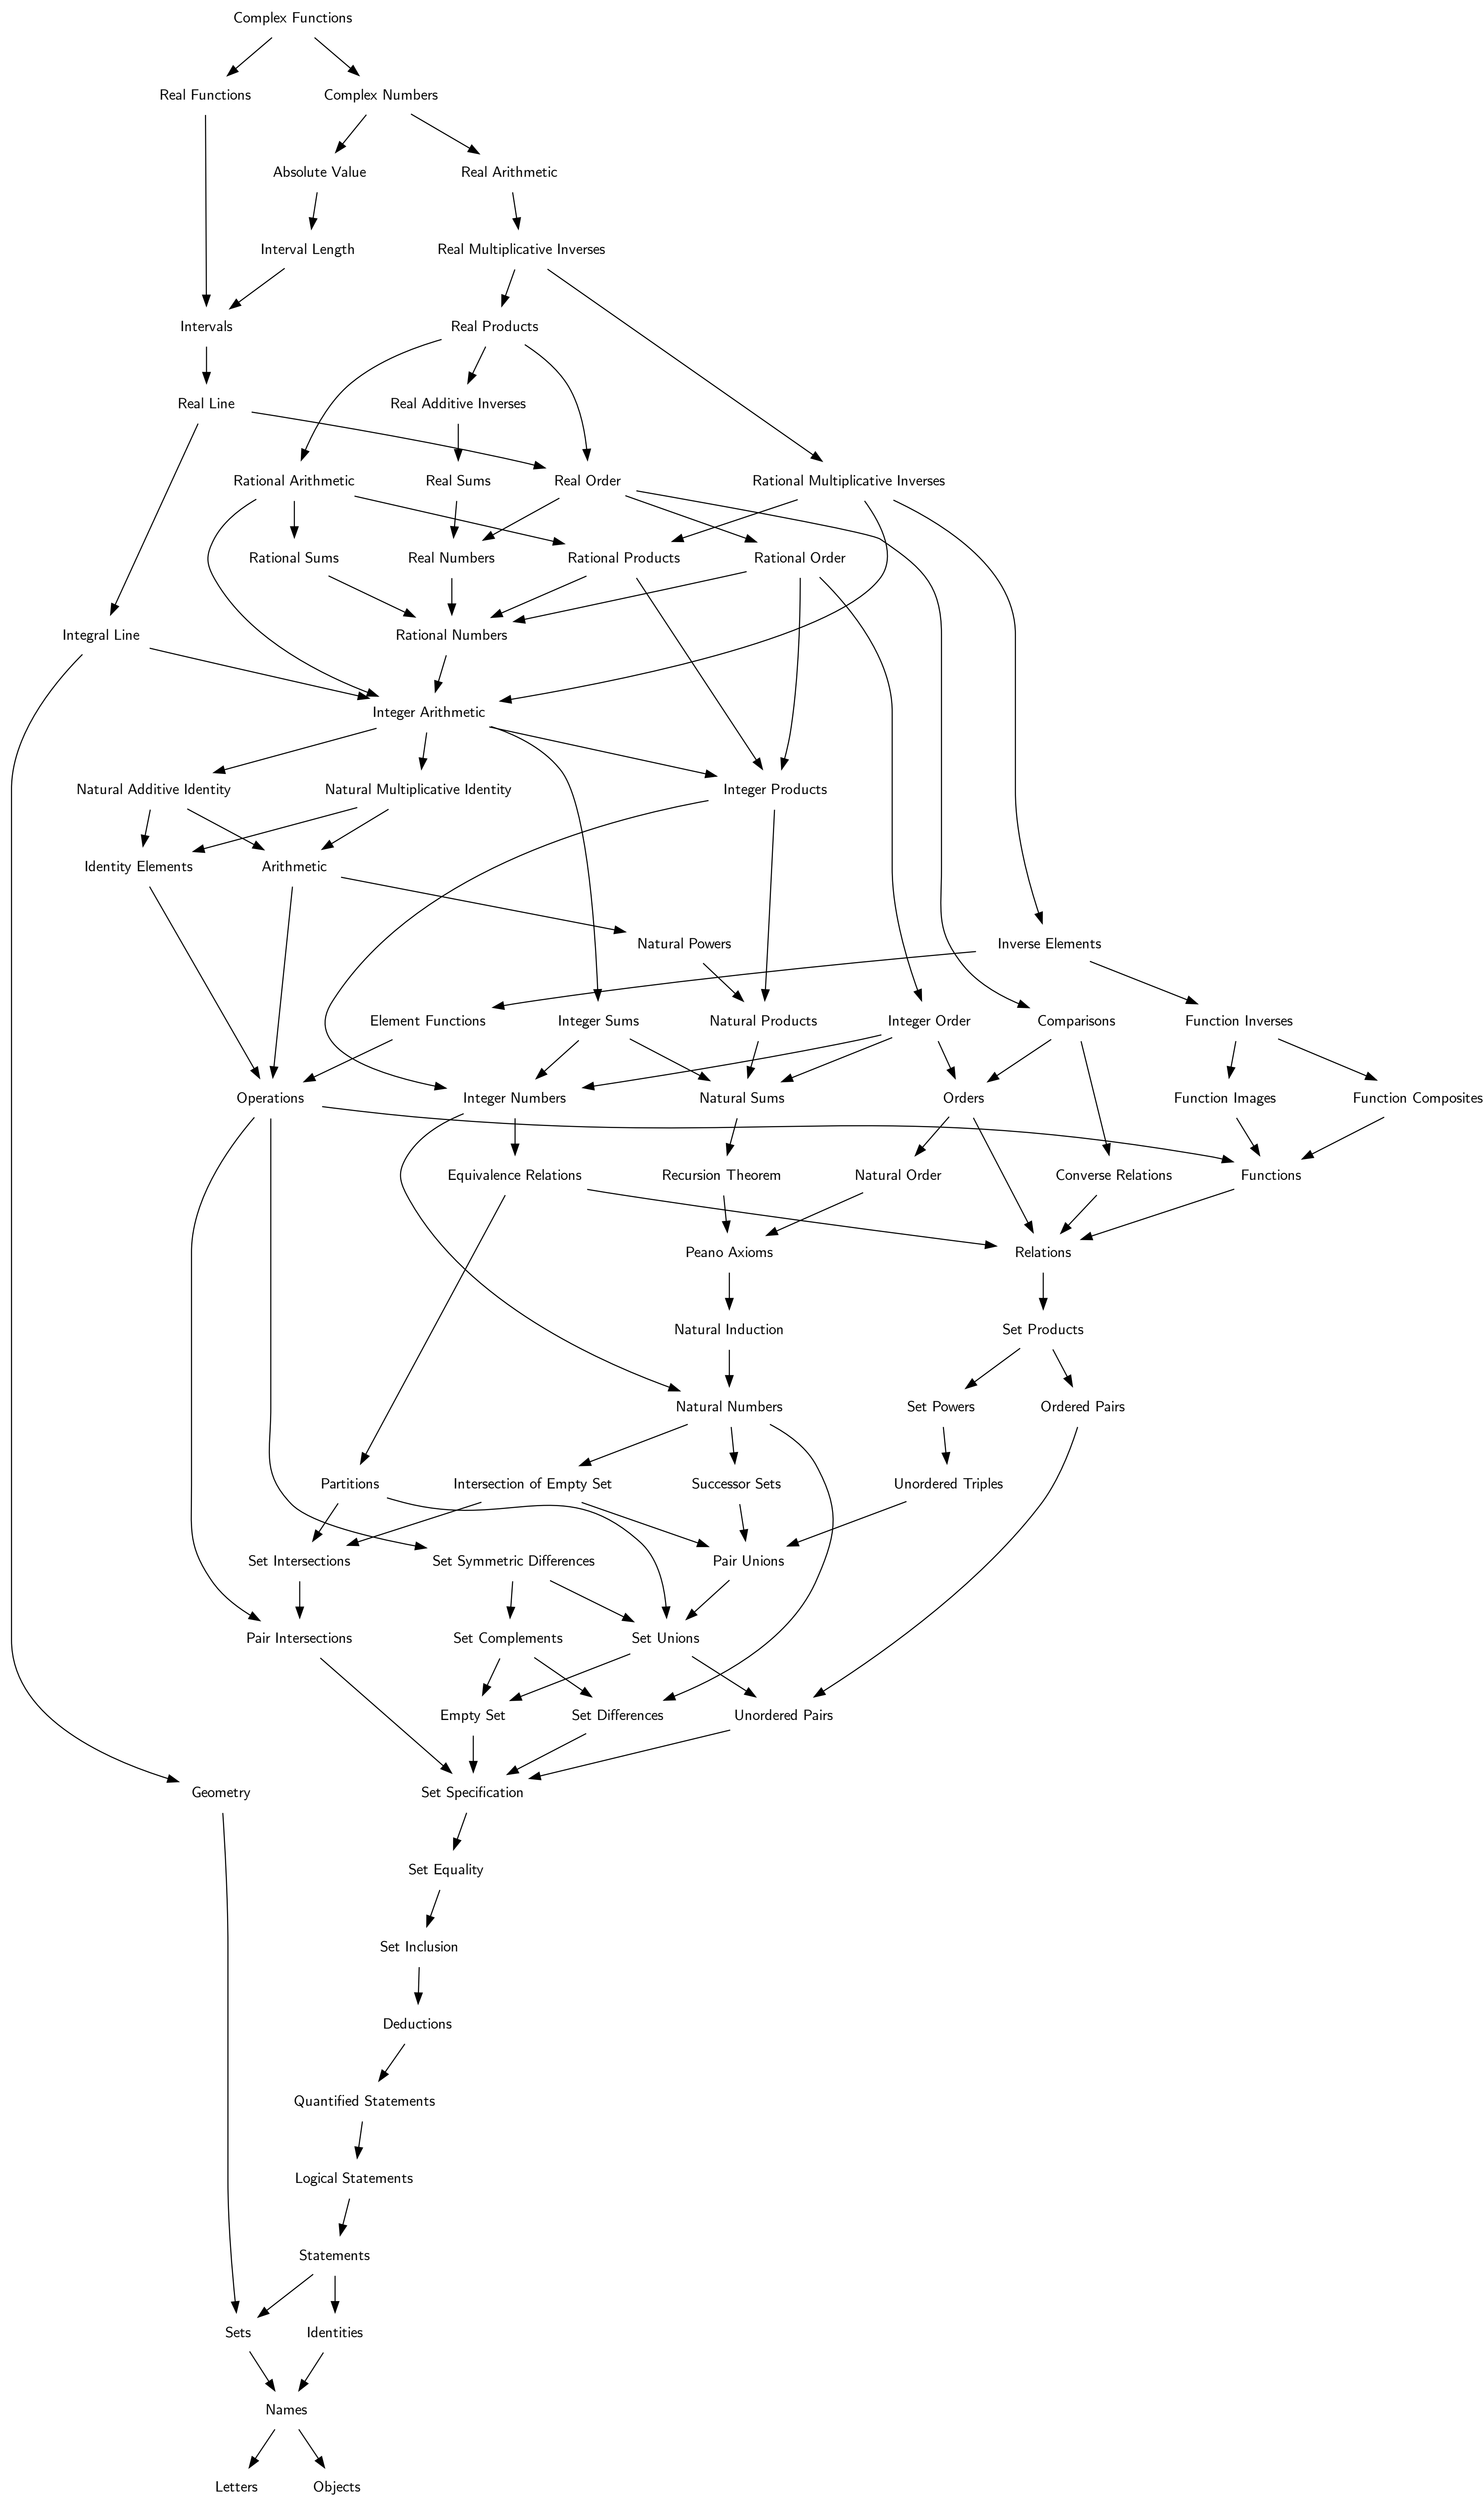 Complex Functions
Real Functions
Complex Numbers
Absolute Value
Real Arithmetic
Interval Length
Real Multiplicative Inverses
Intervals
Real Products
Real Line
Real Additive Inverses
Rational Arithmetic
Real Sums
Real Order
Rational Multiplicative Inverses
Rational Sums
Real Numbers
Rational Products
Rational Order
Integral Line
Rational Numbers
Integer Arithmetic
Natural Additive Identity
Natural Multiplicative Identity
Integer Products
Identity Elements
Arithmetic
Natural Powers
Inverse Elements
Element Functions
Integer Sums
Natural Products
Integer Order
Comparisons
Function Inverses
Operations
Integer Numbers
Natural Sums
Orders
Function Images
Function Composites
Equivalence Relations
Recursion Theorem
Natural Order
Converse Relations
Functions
Peano Axioms
Relations
Natural Induction
Set Products
Natural Numbers
Set Powers
Ordered Pairs
Partitions
Intersection of Empty Set
Successor Sets
Unordered Triples
Set Intersections
Set Symmetric Differences
Pair Unions
Pair Intersections
Set Complements
Set Unions
Empty Set
Set Differences
Unordered Pairs
Geometry
Set Specification
Set Equality
Set Inclusion
Deductions
Quantified Statements
Logical Statements
Statements
Sets
Identities
Names
Letters
Objects